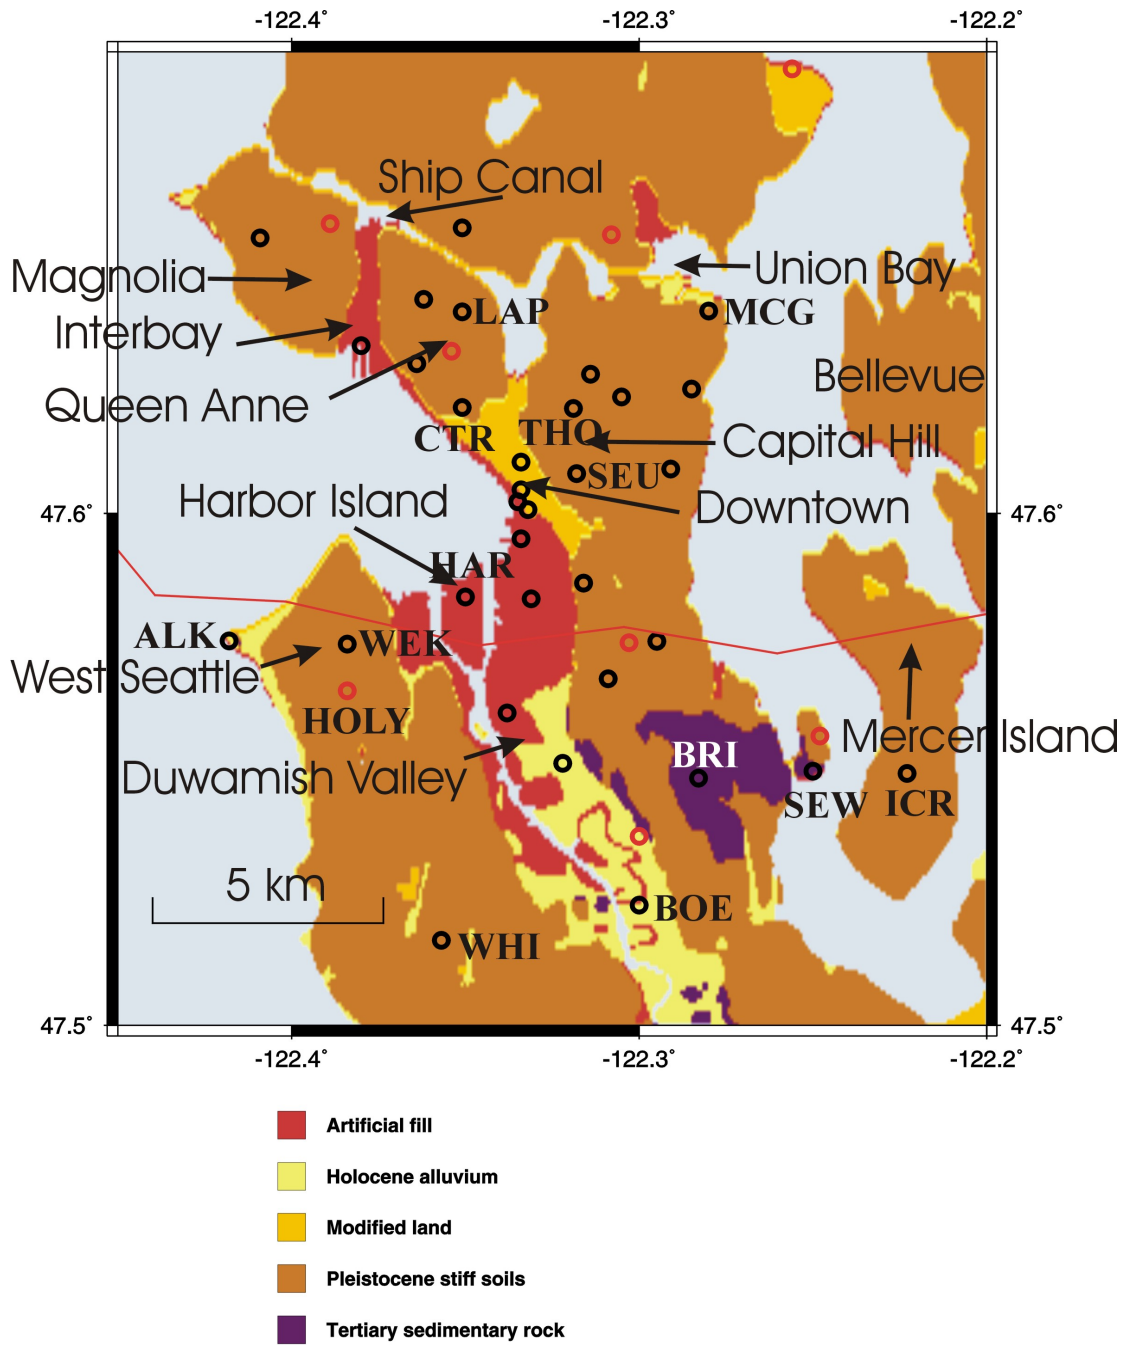 -122.4° -122.3° -122.2°
Ship Canal
Union Bay
Magnolia
LAP
MCG
Interbay
Bellevue
Queen Anne
CTR
THO
Capital Hill
SEU
Harbor Island
Downtown
47.6° 47.6°
HAR
ALK
WEK
West Seattle
HOLY
Mercer Island
BRI
Duwamish Valley
SEW
ICR
5 km
BOE
WHI
47.5° 47.5°
-122.4° -122.3° -122.2°
Artificial fill
Holocene alluvium
Modified land
Pleistocene stiff soils
Tertiary sedimentary rock